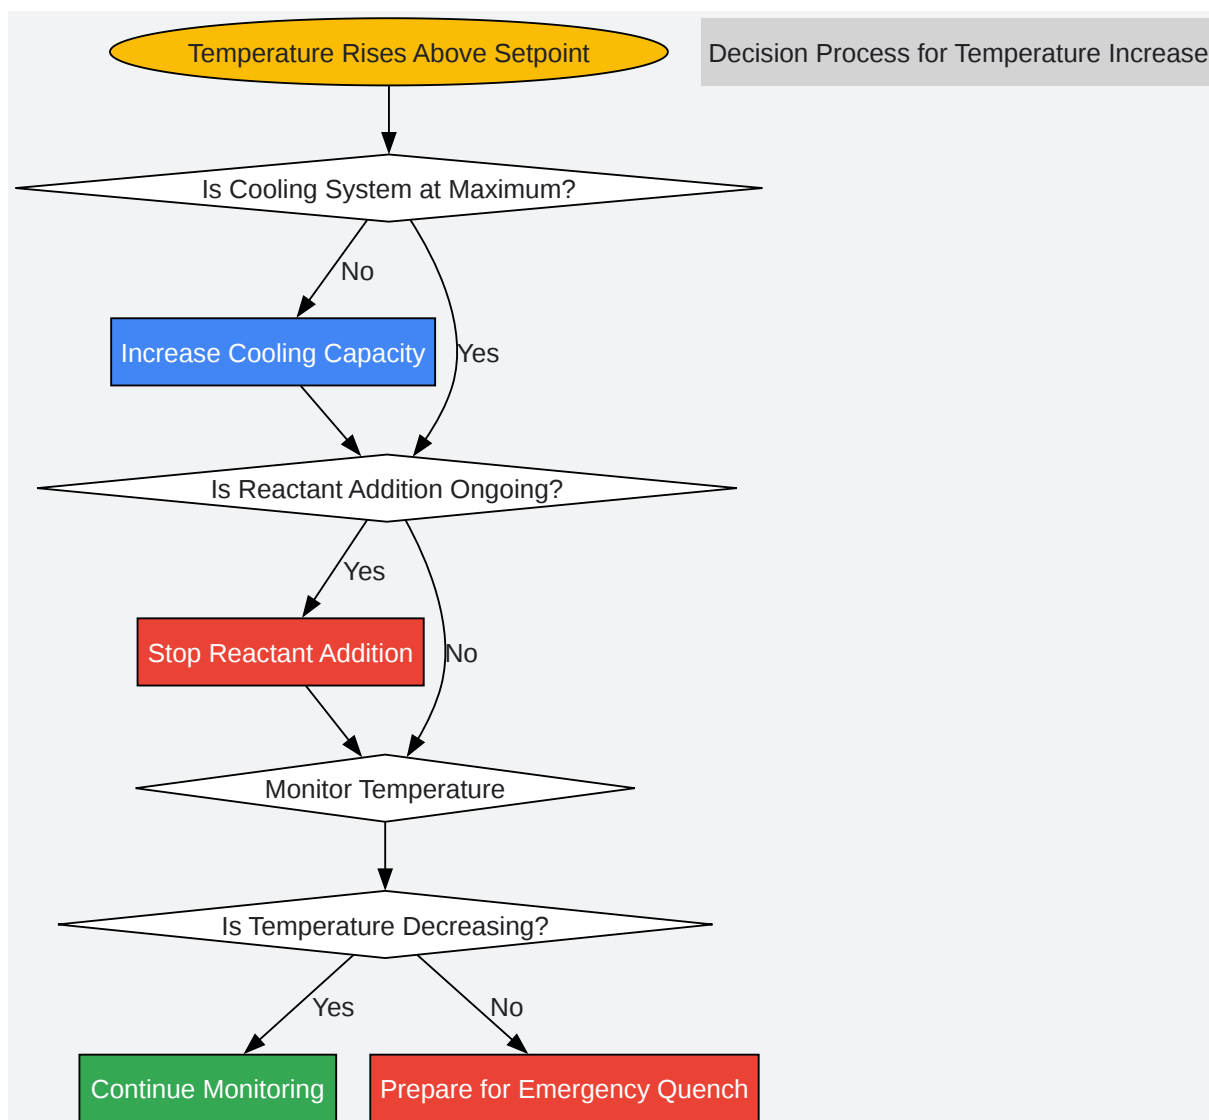 Temperature Rises Above Setpoint
Decision Process for Temperature Increase
Is Cooling System at Maximum?
No
Increase Cooling Capacity
Yes
Is Reactant Addition Ongoing?
Yes
Stop Reactant Addition
No
Monitor Temperature
Is Temperature Decreasing?
Yes
No
Continue Monitoring
Prepare for Emergency Quench